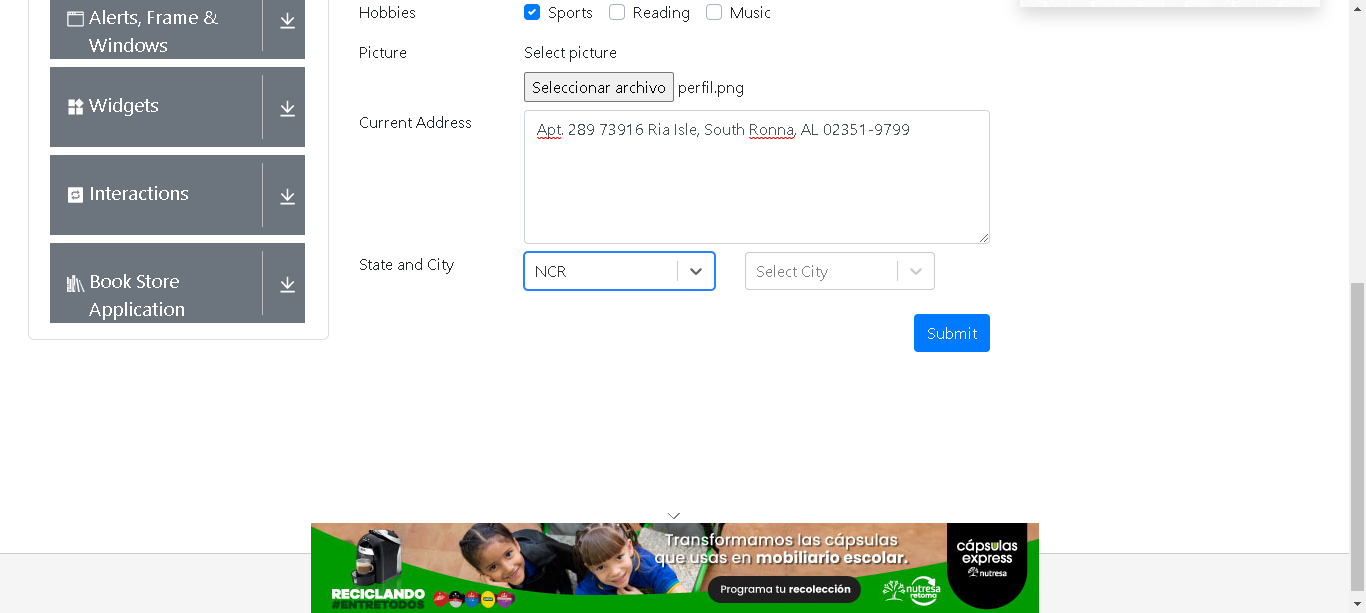 Alerts, Frame &
Windows
Widgets
Interactions
Book Store
Application
Hobbies
Sports
Reading
Music
Picture
Select picture
Seleccionar archivo perfil.png
Current Address
Apt. 289 73916 Ria Isle, South Ronna, AL 02351-9799
State and City
NCR
Select City
Submit
RECICLANDO
#ENTRETODOS
Transformamos las cápsulas
que usas en mobiliario escolar.
Programa tu recolección
nutresa
retoma
cápsulas
express
nutresa